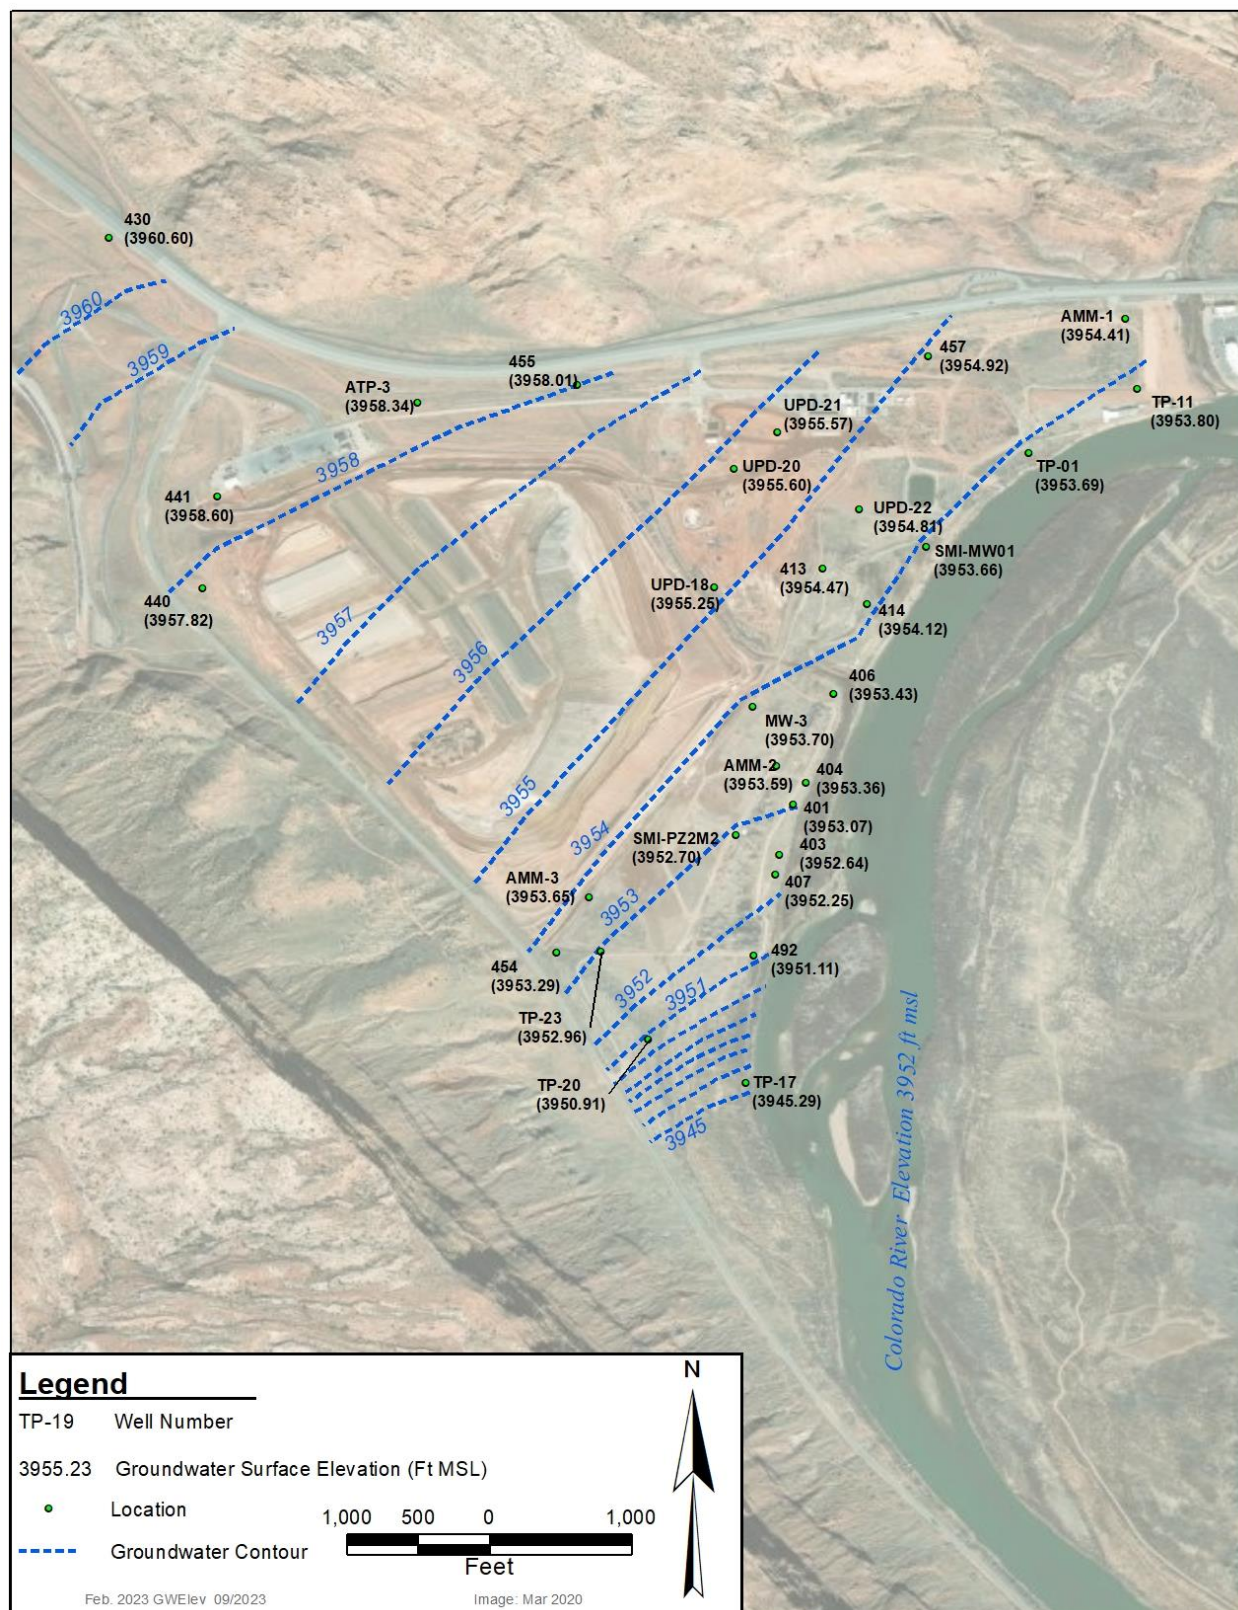 430
(3960.60)
3960
3959
AMM-1
(3954.41)
457
(3954.92)
455
(3958.01)
ATP-3
(3958.34)
TP-11
(3953.80)
UPD-21
(3955.57)
3958
TP-01
(3953.69)
UPD-20
(3955.60)
441
(3958.60)
UPD-22
(3954.81)
SMI-MW01
(3953.66)
413
(3954.47)
UPD-18
(3955.25)
440
(3957.82)
414
(3954.12)
3957
3956
406
(3953.43)
MW-3
(3953.70)
AMM-2
(3953.59)
404
(3953.36)
3955
401
(3953.07)
3954
SMI-PZ2M2
(3952.70)
403
(3952.64)
AMM-3
(3953.65)
407
(3952.25)
3953
492
(3951.11)
454
(3953.29)
3952
3951
TP-23
(3952.96)
TP-20
(3950.91)
TP-17
(3945.29)
3945
Colorado River Elevation 3952 ft msl
Legend
TP-19 Well Number
3955.23 Groundwater Surface Elevation (Ft MSL)
Location
Groundwater Contour
1,000 500 0 1,000
Feet
N
Feb. 2023 GWElev 09/2023
Image: Mar 2020